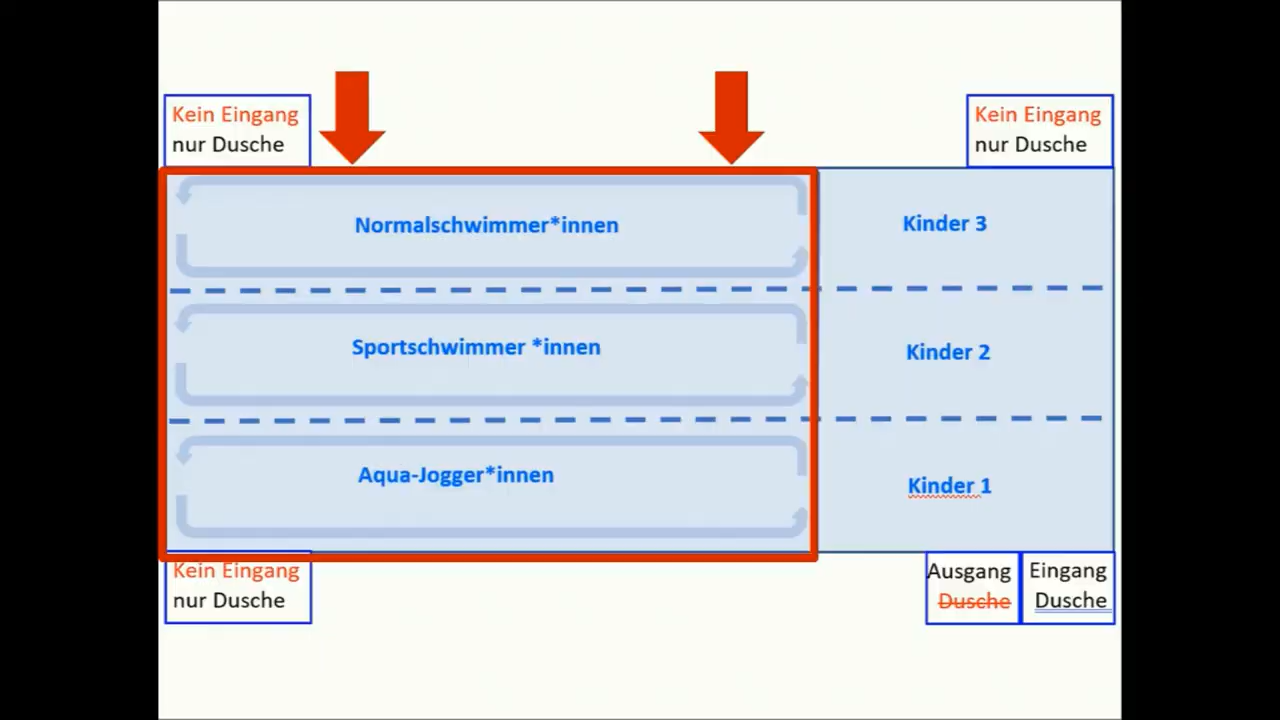 Kein Eingang
nur Dusche
Kein Eingang
nur Dusche
Normalschwimmer*innen
Kinder 3
Sportschwimmer *innen
Kinder 2
Aqua-Jogger*innen
Kinder 1
Kein Eingang
nur Dusche
Ausgang
Dusche
Eingang
Dusche